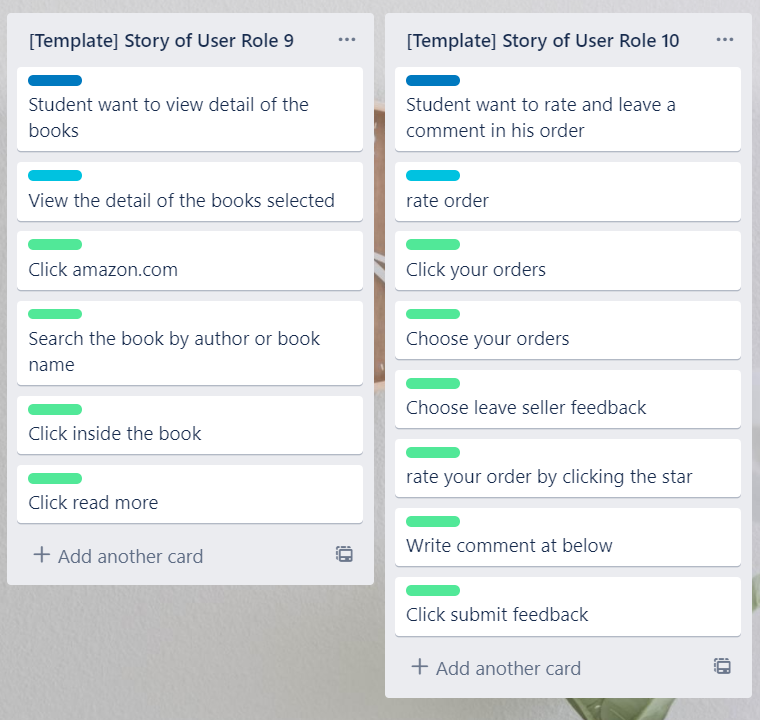 [Template] Story of User Role 9
Student want to view detail of the
books
View the detail of the books selected
Click amazon.com
Search the book by author or book
name
Click inside the book
Click read more
+ Add another card
[Template] Story of User Role 10
Student want to rate and leave a
comment in his order
rate order
Click your orders
Choose your orders
Choose leave seller feedback
rate your order by clicking the star
Write comment at below
Click submit feedback
+ Add another card